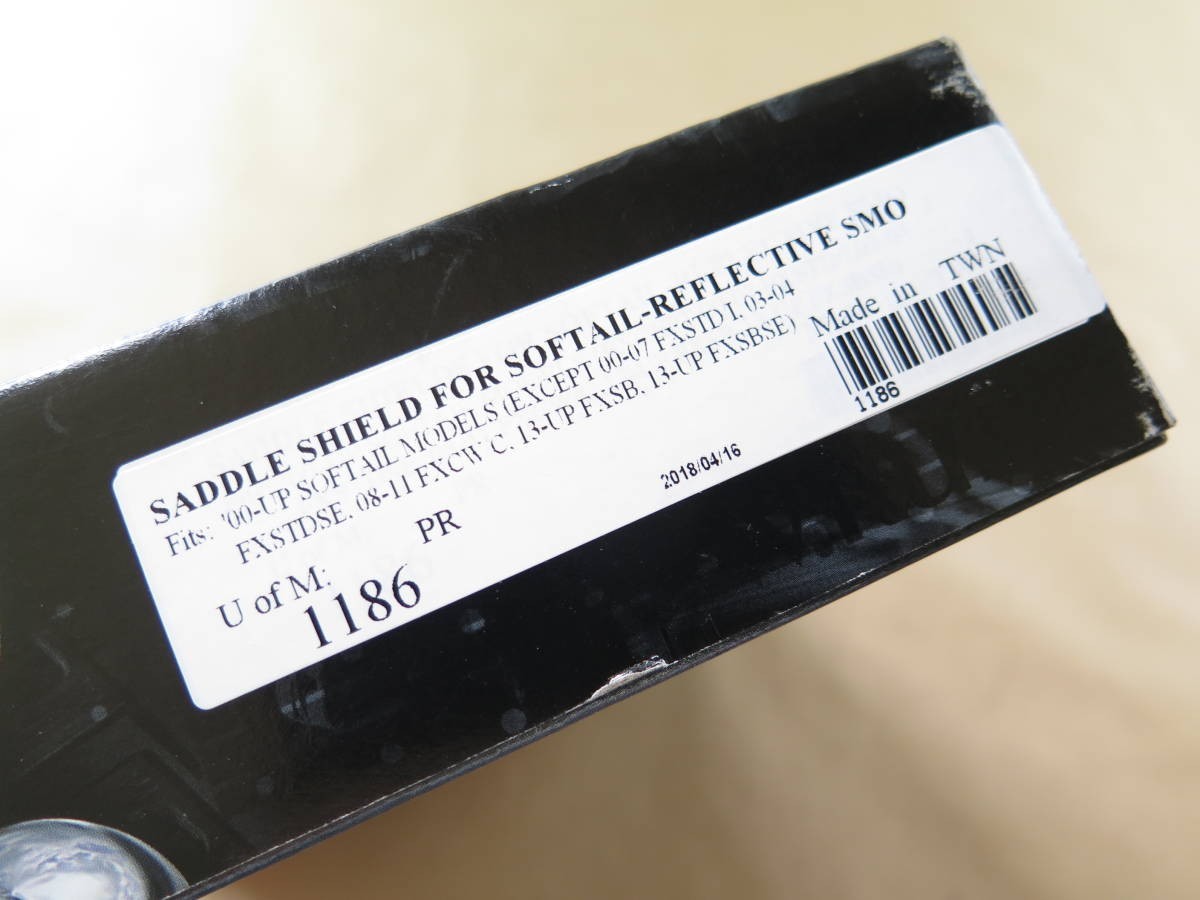 SADDLE SHIELD FOR SOFTAIL-REFLECTIVE SMO
Fits: '00-UP SOFTAIL MODELS (EXCEPT 00-07 FXSTD I, 03-04
FXSTDSE, 08-11 FXCW C, 13-UP FXSB, 13-UP FXSBSE)
U of M: PR
1186
2018/04/16
Made in TWN
1186